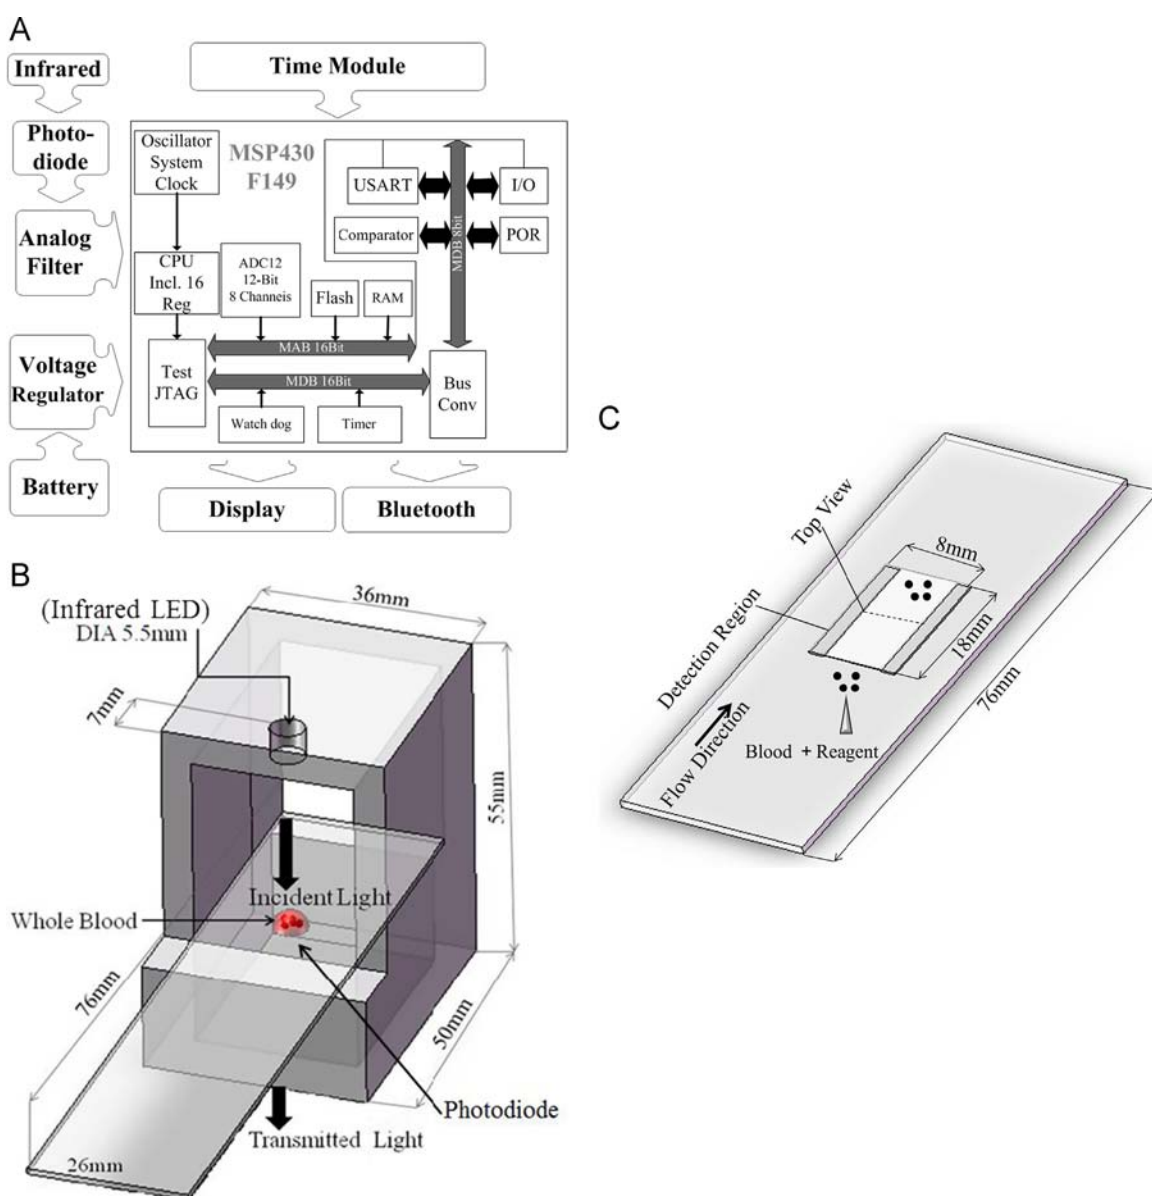 A
Infrared
Time Module
Photo-
diode
Analog
Filter
Voltage
Regulator
Battery
Oscillator
System
Clock
MSP430
F149
USART
I/O
Comparator
POR
MDB 8bit
CPU
Incl. 16
Reg
ADC12
12-Bit
8 Channeis
Flash
RAM
MAB 16Bit
Test
JTAG
MDB 16Bit
Bus
Conv
Watch dog
Timer
Display
Bluetooth
B
(Infrared LED)
DIA 5.5mm
36mm
7mm
55mm
Incident Light
Whole Blood
76mm
50mm
Photodiode
Transmitted Light
26mm
C
Top View
8mm
Detection Region
18mm
76mm
Flow Direction
Blood + Reagent